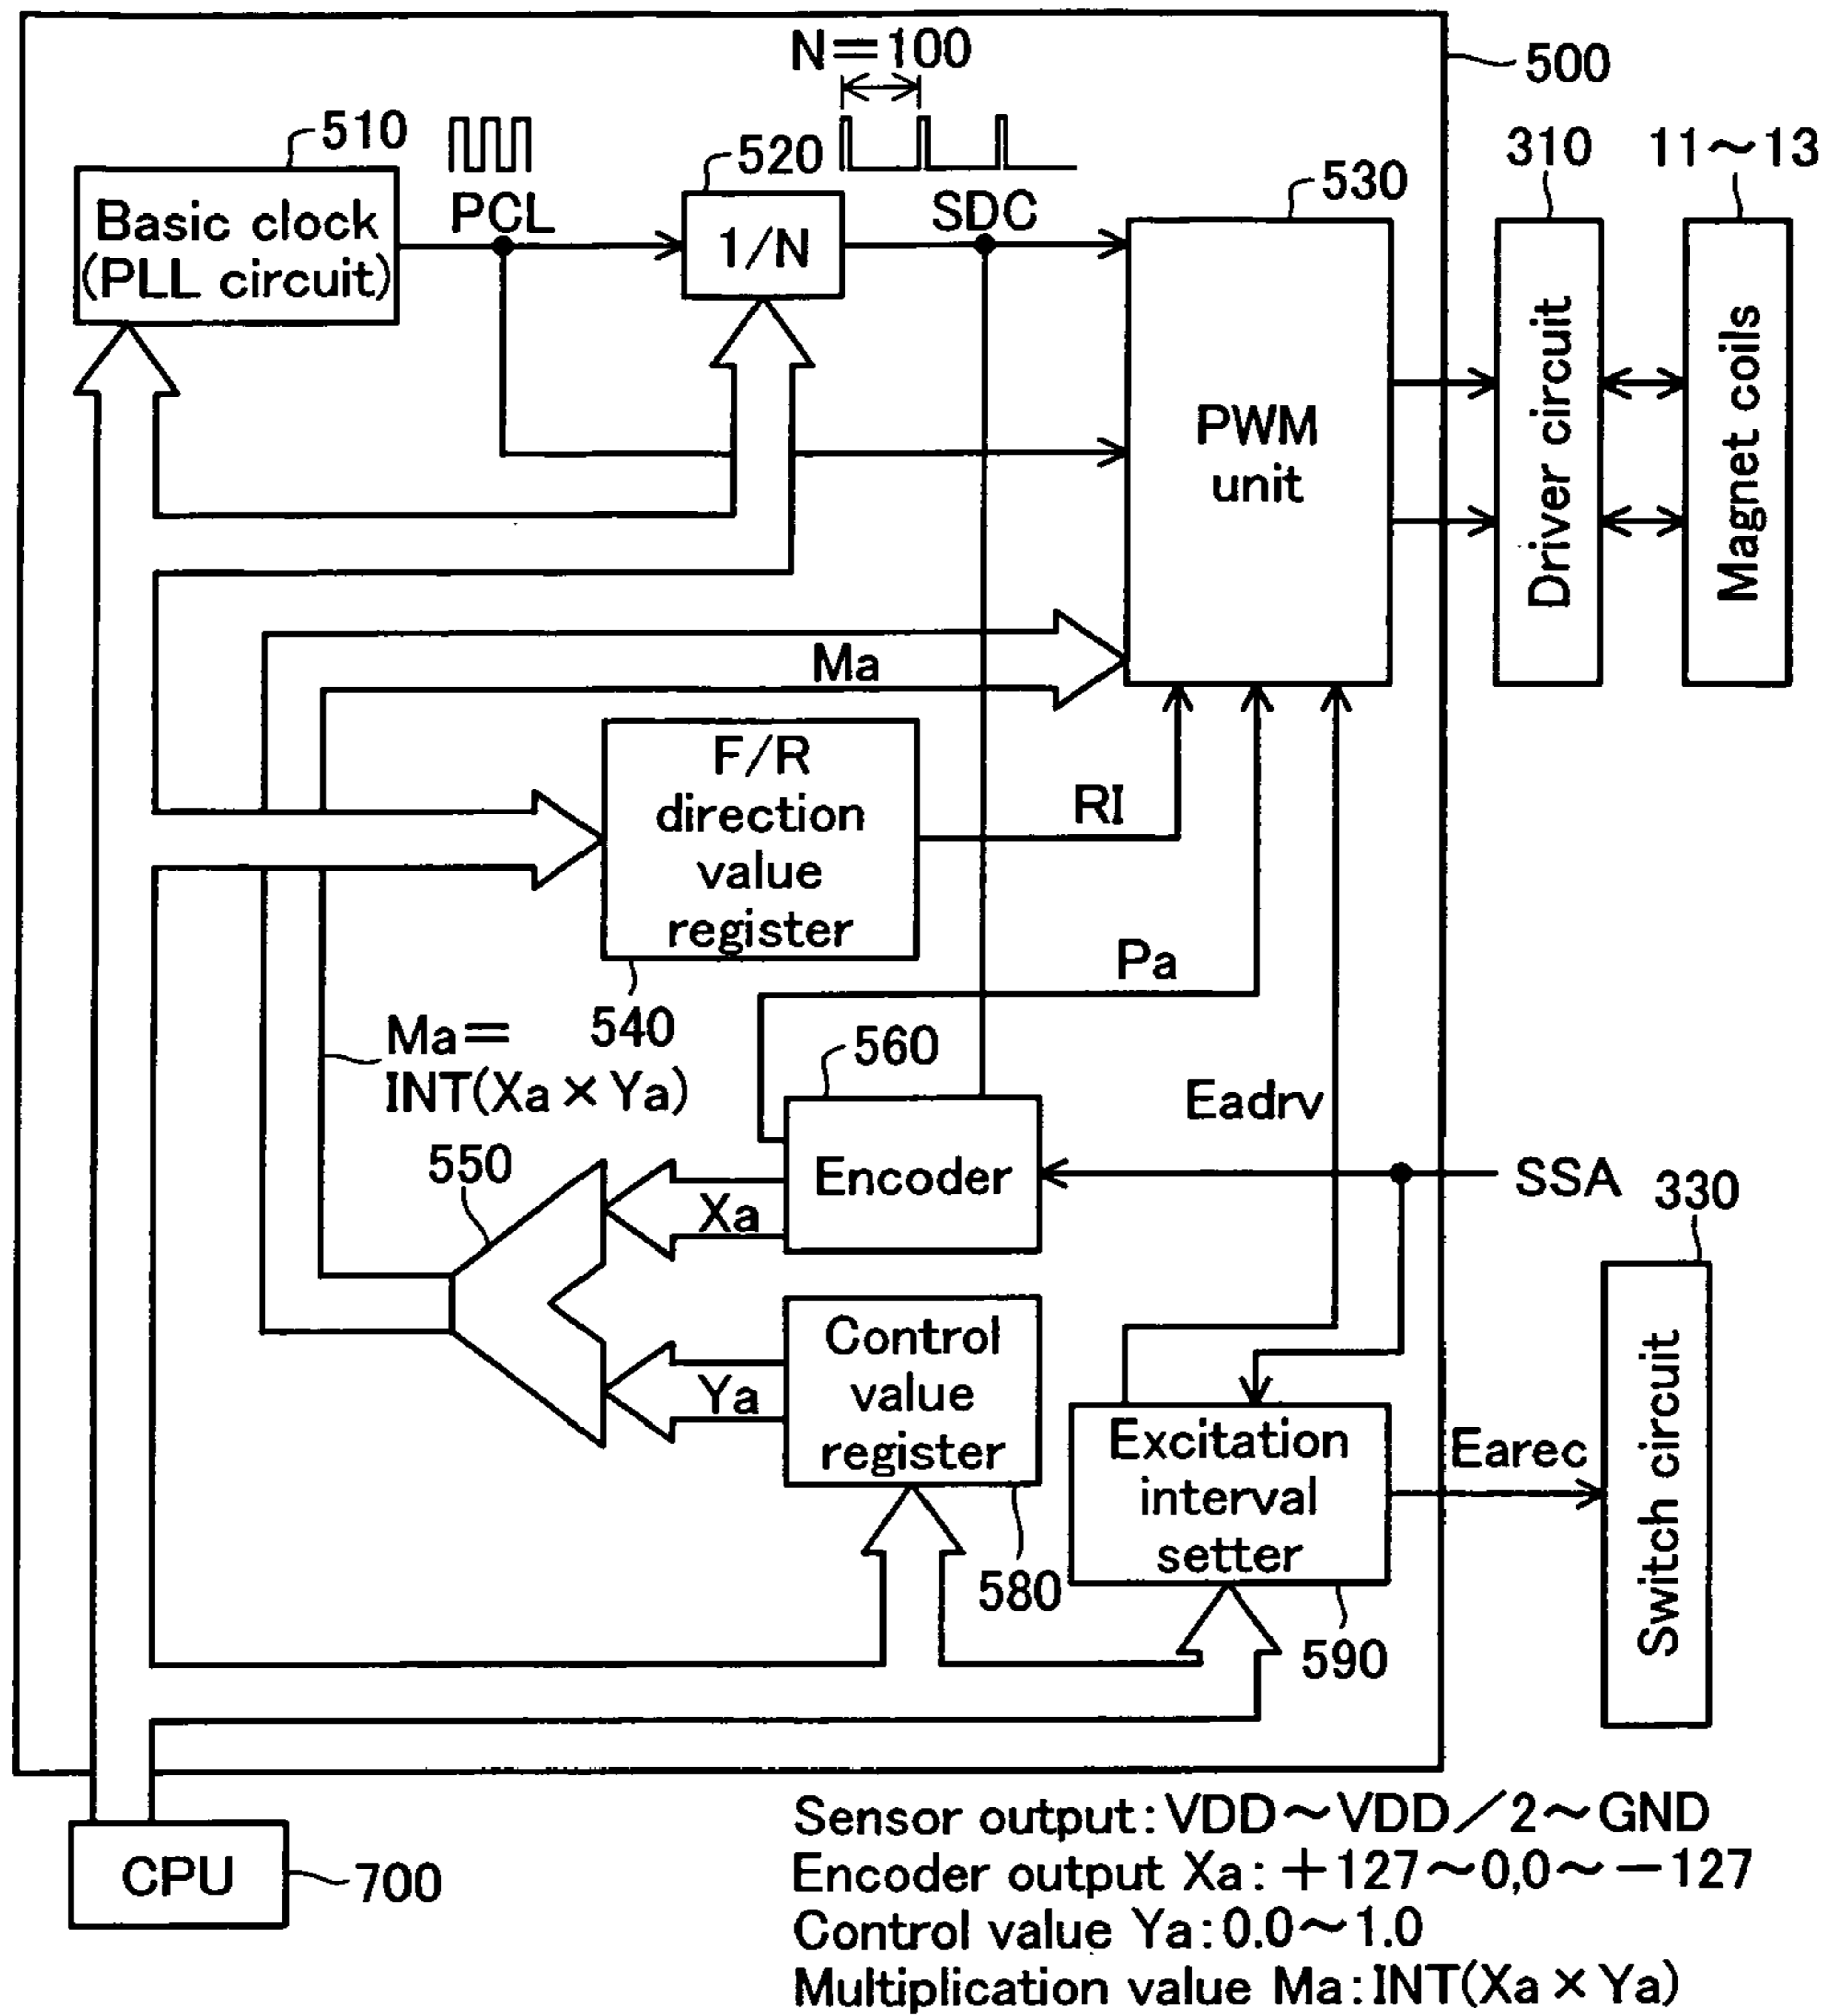 N=100
500
510
520
310
11~13
530
PCL
SDC
Basic clock
(PLL circuit)
1/N
PWM
unit
Driver circuit
Magnet coils
Ma
F/R
direction
value
register
RI
Pa
540
Ma=
INT(Xa × Ya)
560
Eadrv
550
Encoder
Xa
SSA
330
Control
value
register
Ya
Excitation
interval
setter
Earec
Switch circuit
580
590
CPU
700
Sensor output: VDD~VDD/2~GND
Encoder output Xa: +127~0,0~-127
Control value Ya: 0.0~1.0
Multiplication value Ma: INT(Xa × Ya)